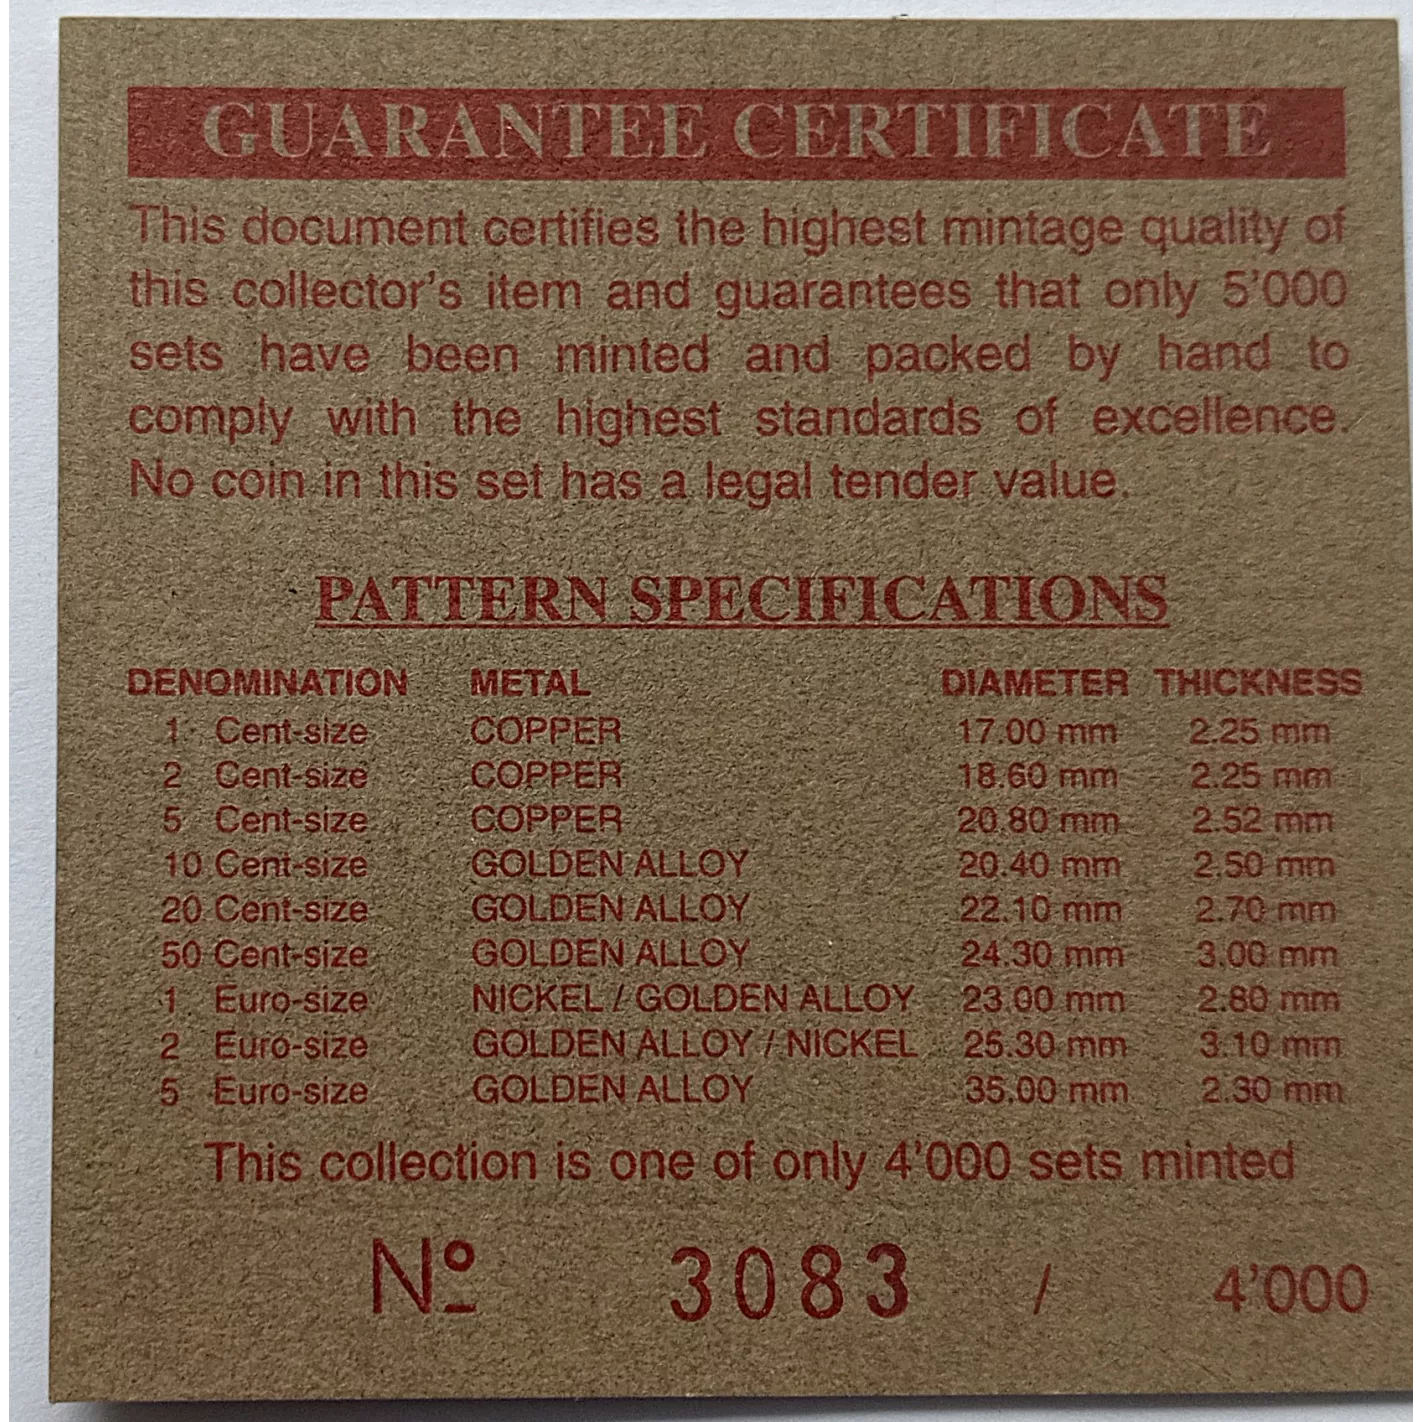 GUARANTEE CERTIFICATE
This document certifies the highest mintage quality of
this collector's item and guarantees that only 5'000
sets have been minted and packed by hand to
comply with the highest standards of excellence.
No coin in this set has a legal tender value.
PATTERN SPECIFICATIONS
DENOMINATION METAL DIAMETER THICKNESS
1 Cent-size COPPER 17.00 mm 2.25 mm
2 Cent-size COPPER 18.60 mm 2.25 mm
5 Cent-size COPPER 20.80 mm 2.52 mm
10 Cent-size GOLDEN ALLOY 20.40 mm 2.50 mm
20 Cent-size GOLDEN ALLOY 22.10 mm 2.70 mm
50 Cent-size GOLDEN ALLOY 24.30 mm 3.00 mm
1 Euro-size NICKEL / GOLDEN ALLOY 23.00 mm 2.80 mm
2 Euro-size GOLDEN ALLOY / NICKEL 25.30 mm 3.10 mm
5 Euro-size GOLDEN ALLOY 35.00 mm 2.30 mm
This collection is one of only 4'000 sets minted
Nº 3083 / 4'000